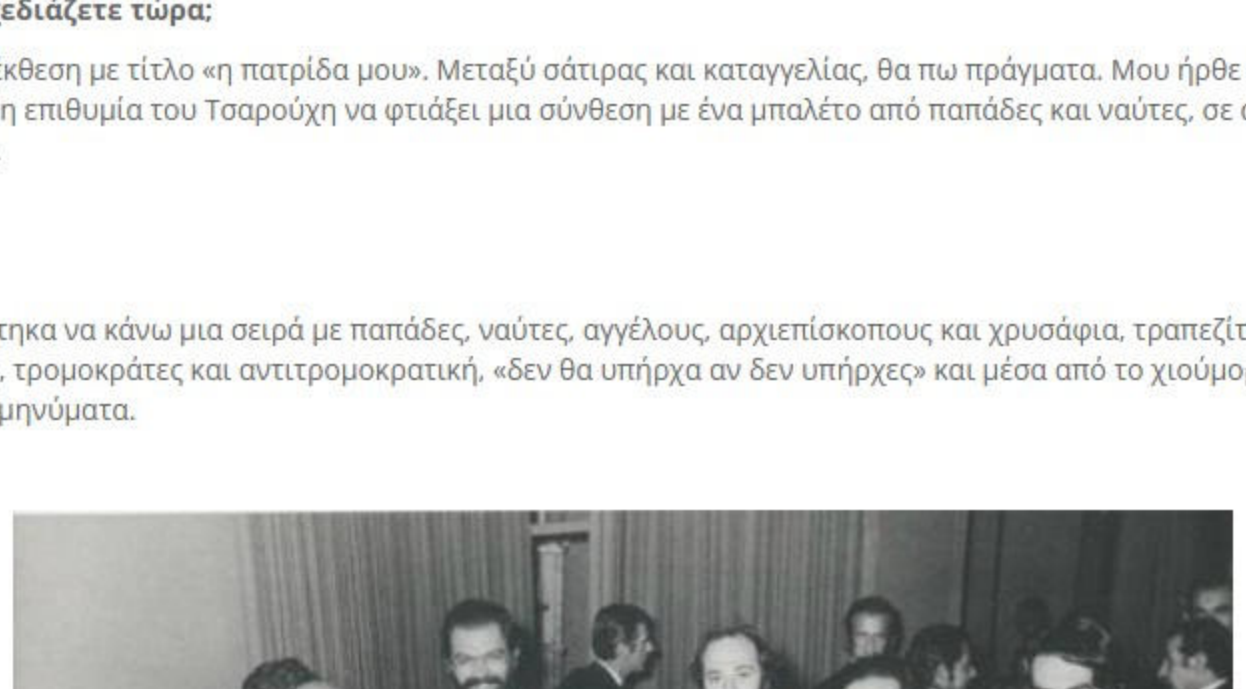 εδιάζετε τώρα;
έκθεση με τίτλο «η πατρίδα μου». Μεταξύ σάτιρας και καταγγελίας, θα πω πράγματα. Μου ήρθε
η επιθυμία του Τσαρούχη να φτιάξει μια σύνθεση με ένα μπαλέτο από παπάδες και ναύτες, σε
τηκα να κάνω μια σειρά με παπάδες, ναύτες, αγγέλους, αρχιεπίσκοπους και χρυσάφια, τραπεζίτ
, τρομοκράτες και αντιτρομοκρατική, «δεν θα υπήρχα αν δεν υπήρχες» και μέσα από το χιούμορ
μηνύματα.